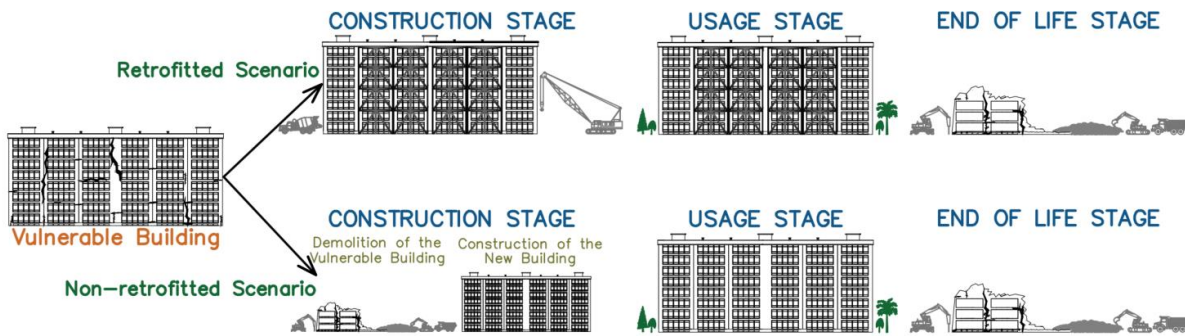 CONSTRUCTION STAGE
USAGE STAGE
END OF LIFE STAGE
Retrofitted Scenario
Vulnerable Building
CONSTRUCTION STAGE
USAGE STAGE
END OF LIFE STAGE
Demolition of the
Vulnerable Building
Construction of the
New Building
Non-retrofitted Scenario